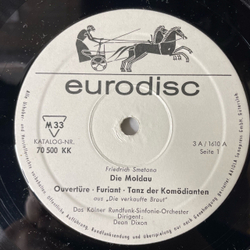 eurodisc
M 33
KATALOG-NR.
70 500 KK
3 A / 1610 A
Seite 1
Friedrich Smetana
Die Moldau
Ouvertüre · Furiant · Tanz der Komödianten
aus „Die verkaufte Braut"
Das Kölner Rundfunk-Sinfonie-Orchester
Dirigent:
Dean Dixon